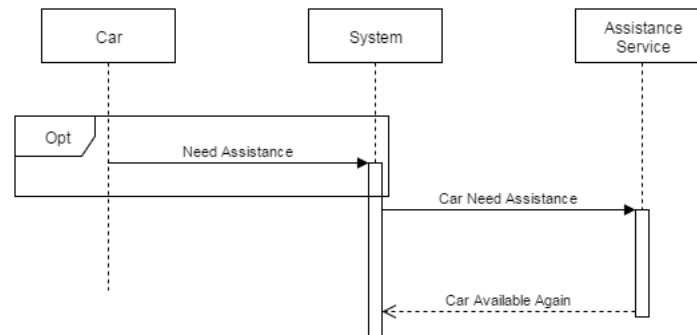 Car
System
Assistance
Service
Opt
Need Assistance
Car Need Assistance
Car Available Again